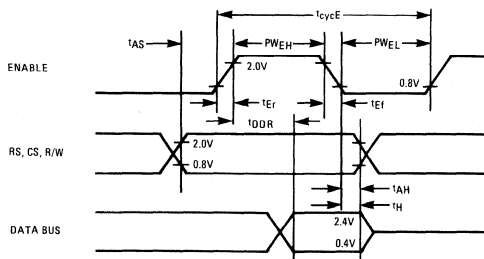 tcycE
tAS
PWEH
PWEL
ENABLE
2.0V
0.8V
tEr
tEf
tDDR
RS, CS, R/W
2.0V
0.8V
tAH
tH
DATA BUS
2.4V
0.4V